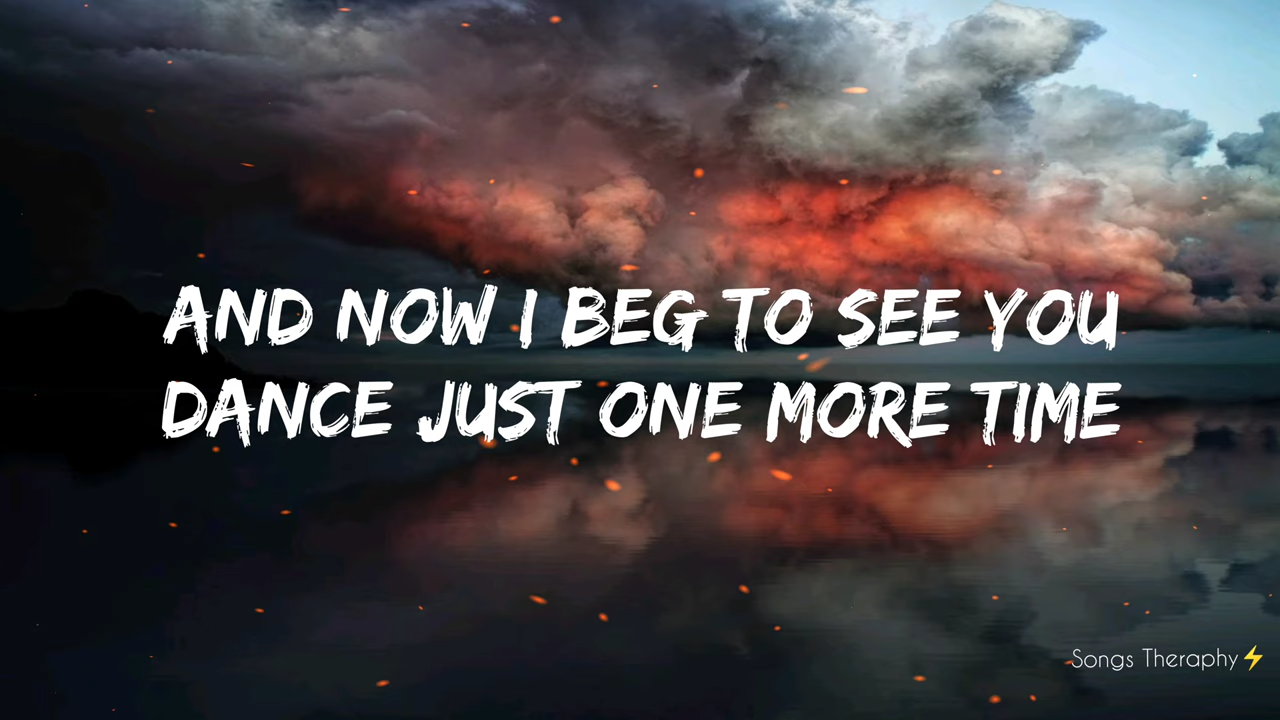 AND NOW I BEG TO SEE YOU
DANCE JUST ONE MORE TIME
Songs Theraphy⚡